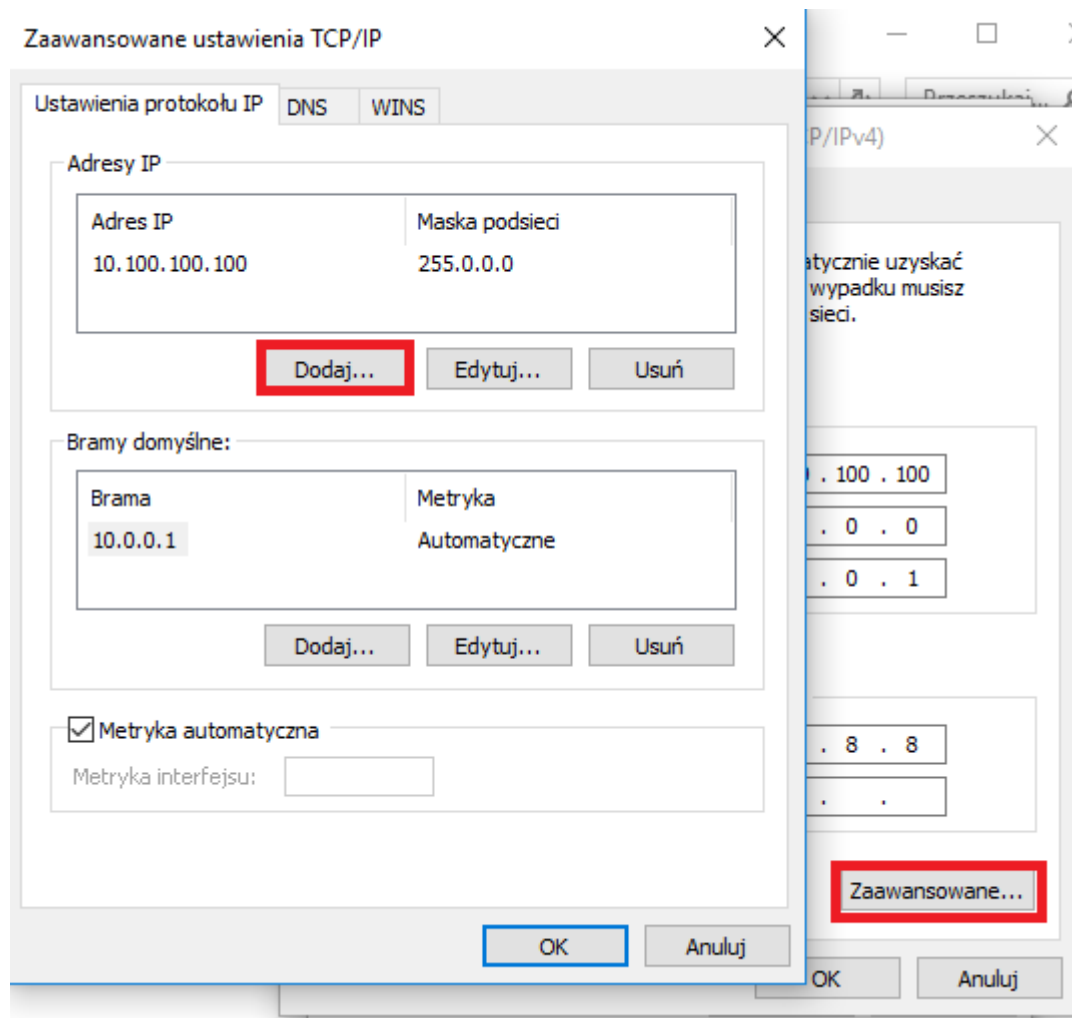 Zaawansowane ustawienia TCP/IP
Ustawienia protokołu IP DNS WINS
Adresy IP
Adres IP Maska podsieci
10.100.100.100 255.0.0.0
Dodaj... Edytuj... Usuń
Bramy domyślne:
Brama Metryka
10.0.0.1 Automatyczne
Dodaj... Edytuj... Usuń
Metryka automatyczna
Metryka interfejsu:
OK Anuluj
P/IPv4)
atycznie uzyskać
wypadku musisz
sieci.
. 100 . 100
. 0 . 0
. 0 . 1
. 8 . 8
. .
Zaawansowane...
OK Anuluj